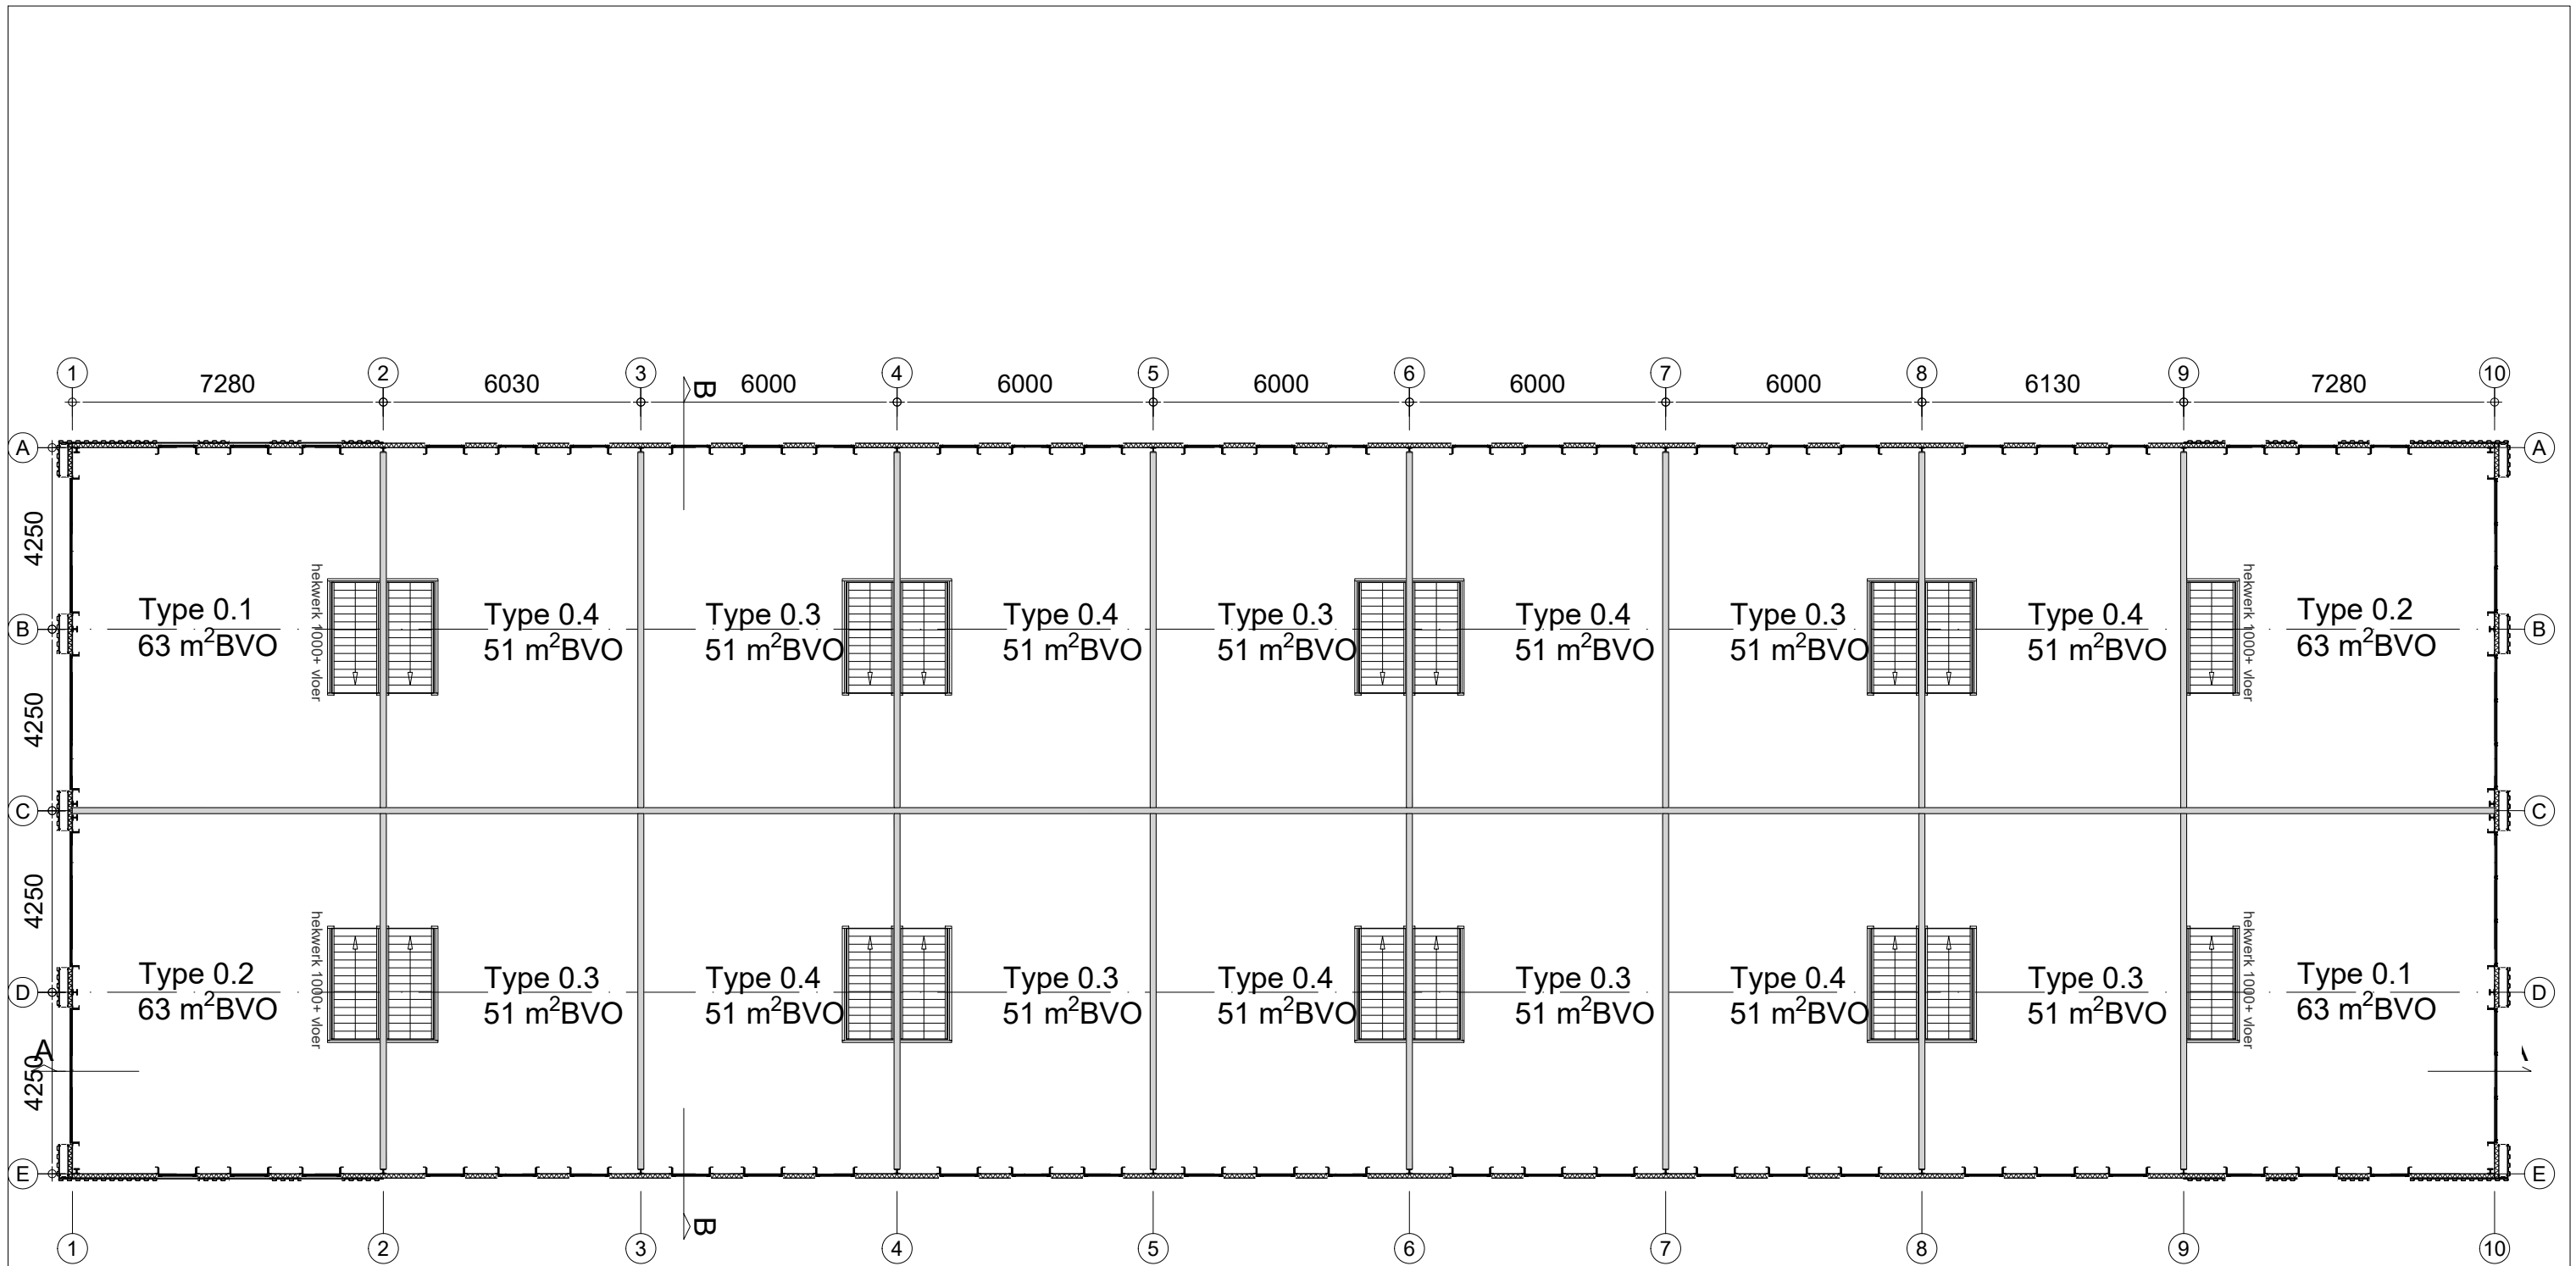 1 2 3 4 5 6 7 8 9 10
7280 6030 6000 6000 6000 6000 6000 6130 7280
B
A A
4250
hekwerk 1000+ vloer hekwerk 1000+ vloer
Type 0.1 Type 0.4 Type 0.3 Type 0.4 Type 0.3 Type 0.4 Type 0.3 Type 0.4 Type 0.2
B B
63 m²BVO 51 m²BVO 51 m²BVO 51 m²BVO 51 m²BVO 51 m²BVO 51 m²BVO 51 m²BVO 63 m²BVO
4250
C C
4250
hekwerk 1000+ vloer hekwerk 1000+ vloer
Type 0.2 Type 0.3 Type 0.4 Type 0.3 Type 0.4 Type 0.3 Type 0.4 Type 0.3 Type 0.1
D D
63 m²BVO 51 m²BVO 51 m²BVO 51 m²BVO 51 m²BVO 51 m²BVO 51 m²BVO 51 m²BVO 63 m²BVO
A
4250
E E
B
1 2 3 4 5 6 7 8 9 10